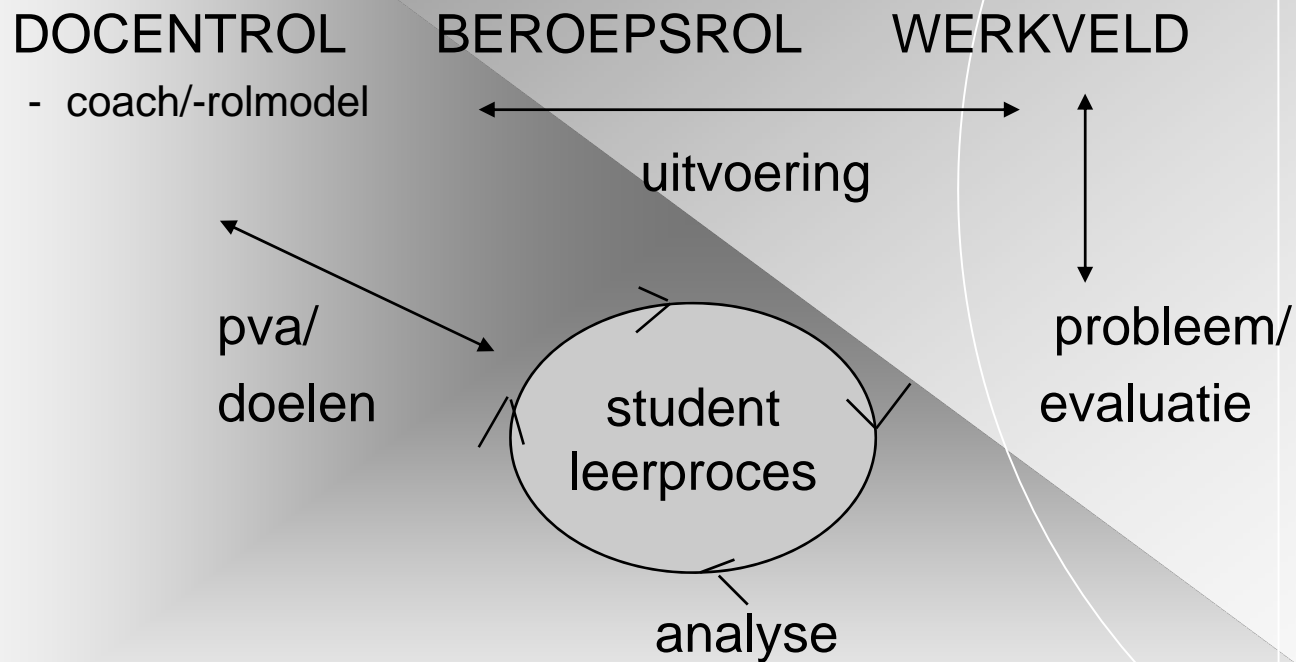 DOCENTROL BEROEPSROL WERKVELD
- coach/-rolmodel
uitvoering
pva/
doelen
probleem/
evaluatie
student
leerproces
analyse